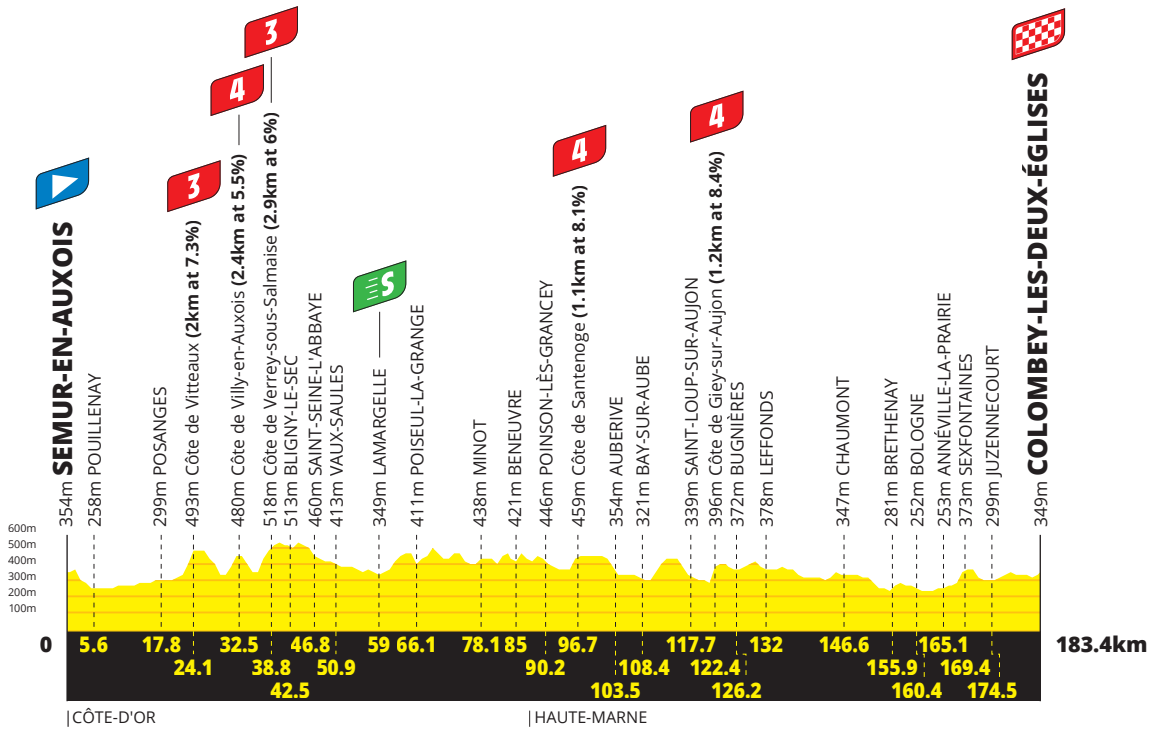 3
4
3
4
4
S
SEMUR-EN-AUXOIS
COLOMBEY-LES-DEUX-ÉGLISES
354m
258m POUILLENAY
299m POSANGES
493m Côte de Vitteaux (2km at 7.3%)
480m Côte de Villy-en-Auxois (2.4km at 5.5%)
518m Côte de Verrey-sous-Salmaise (2.9km at 6%)
513m BLIGNY-LE-SEC
460m SAINT-SEINE-L'ABBAYE
413m VAUX-SAULES
349m LAMARGELLE
411m POISEUL-LA-GRANGE
438m MINOT
421m BENEUVRE
446m POINSON-LÈS-GRANCEY
459m Côte de Santenoge (1.1km at 8.1%)
354m AUBERIVE
321m BAY-SUR-AUBE
339m SAINT-LOUP-SUR-AUJON
396m Côte de Giey-sur-Aujon (1.2km at 8.4%)
372m BUGNIÈRES
378m LEFFONDS
347m CHAUMONT
281m BRETHENAY
252m BOLOGNE
253m ANNÉVILLE-LA-PRAIRIE
373m SEXFONTAINES
299m JUZENNECOURT
349m
600m
500m
400m
300m
200m
100m
0 5.6 17.8 32.5 46.8 59 66.1 78.1 85 96.7 117.7 132 146.6 165.1 183.4km
24.1 38.8 50.9 90.2 108.4 122.4 155.9 169.4
42.5 103.5 126.2 160.4 174.5
|CÔTE-D'OR |HAUTE-MARNE